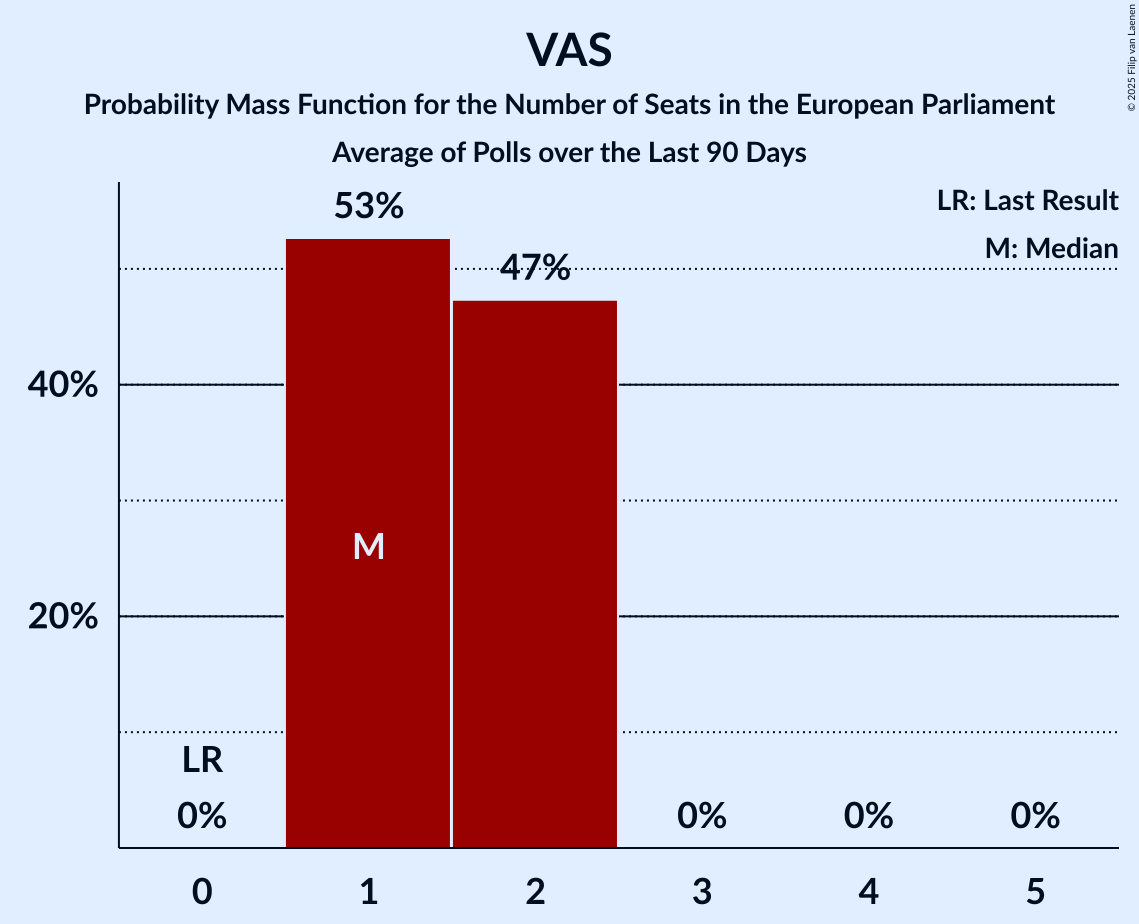 VAS
Probability Mass Function for the Number of Seats in the European Parliament
Average of Polls over the Last 90 Days
© 2025 Filip van Laenen
LR: Last Result
M: Median
53%
47%
40%
M
20%
LR
0%
0%
0%
0%
0
1
2
3
4
5